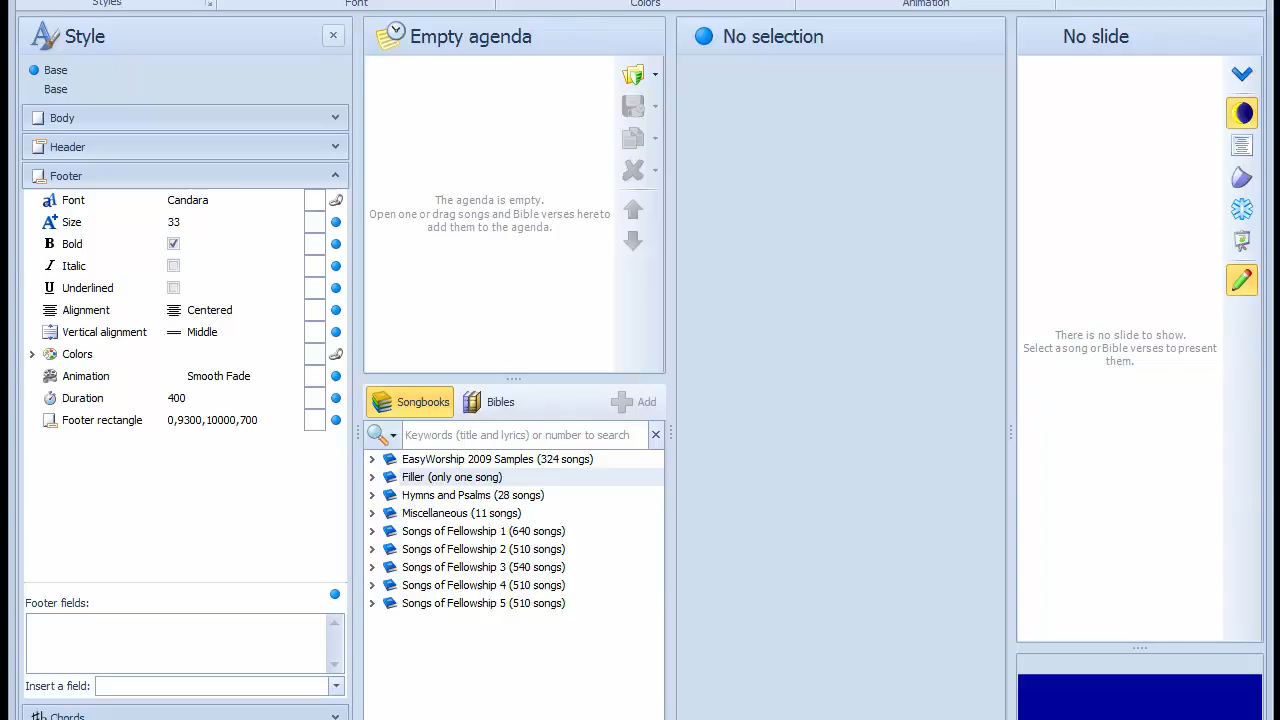 Styles
Font
Colors
Animation
Style
Base
Base
Body
Header
Footer
Font Candara
Size 33
B Bold
I Italic
U Underlined
Alignment Centered
Vertical alignment Middle
Colors
Animation Smooth Fade
Duration 400
Footer rectangle 0,9300,10000,700
Footer fields:
Insert a field:
Chords
Empty agenda
The agenda is empty.
Open one or drag songs and Bible verses here to
add them to the agenda.
Songbooks
Bibles
Add
Keywords (title and lyrics) or number to search
EasyWorship 2009 Samples (324 songs)
Filler (only one song)
Hymns and Psalms (28 songs)
Miscellaneous (11 songs)
Songs of Fellowship 1 (640 songs)
Songs of Fellowship 2 (510 songs)
Songs of Fellowship 3 (540 songs)
Songs of Fellowship 4 (510 songs)
Songs of Fellowship 5 (510 songs)
No selection
No slide
There is no slide to show.
Select a song or Bible verses to present
them.